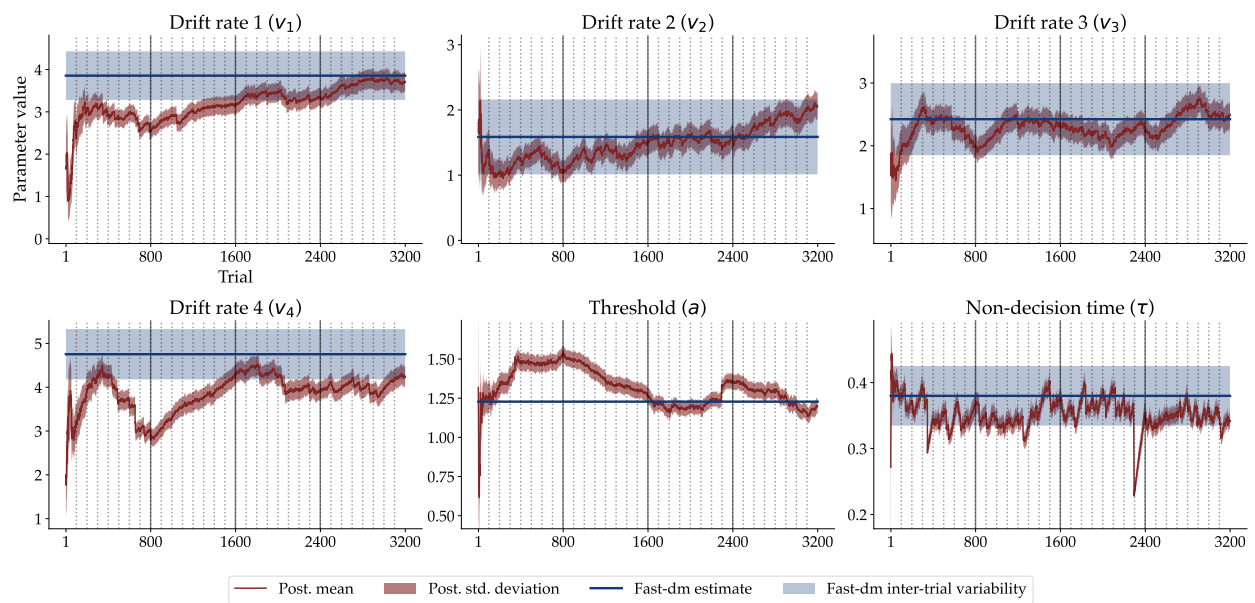 Drift rate 1 (v₁)
Drift rate 2 (v₂)
Drift rate 3 (v₃)
Parameter value
4
3
2
1
0
3
2
1
0
3
2
1
1 800 1600 2400 3200
1 800 1600 2400 3200
1 800 1600 2400 3200
Trial
Drift rate 4 (v₄)
Threshold (a)
Non-decision time (τ)
5
4
3
2
1
1.50
1.25
1.00
0.75
0.50
0.4
0.3
0.2
1 800 1600 2400 3200
1 800 1600 2400 3200
1 800 1600 2400 3200
Post. mean Post. std. deviation Fast-dm estimate Fast-dm inter-trial variability